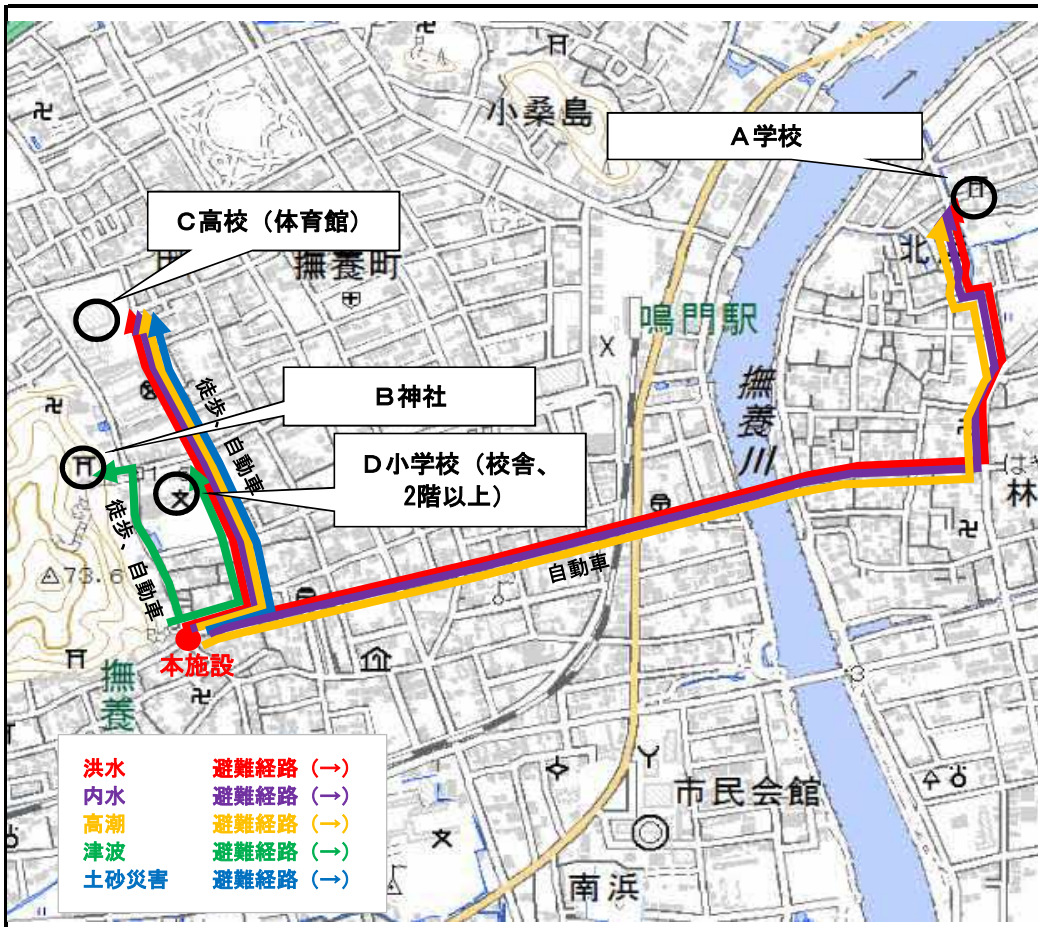 小桑島
A学校
C高校（体育館）
撫養町
北
鳴門駅
撫養川
B神社
D小学校（校舎、
2階以上）
徒歩、自動車
徒歩、自動車
自動車
73.6
林
本施設
撫養
市民会館
南浜
洪水 避難経路（→）
内水 避難経路（→）
高潮 避難経路（→）
津波 避難経路（→）
土砂災害 避難経路（→）